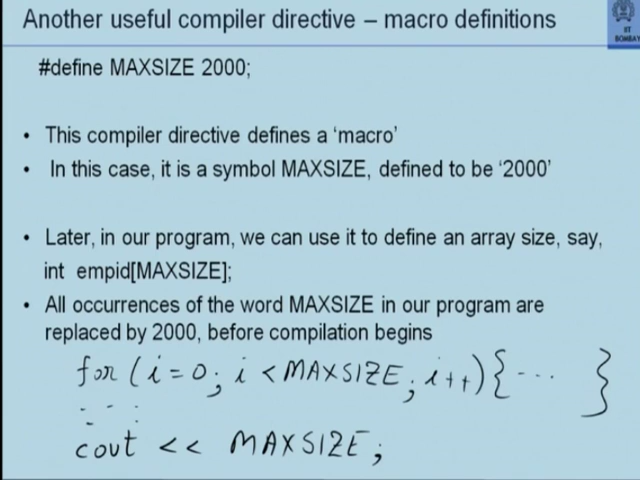 Another useful compiler directive – macro definitions
IIT
BOMBAY
#define MAXSIZE 2000;
• This compiler directive defines a 'macro'
• In this case, it is a symbol MAXSIZE, defined to be '2000'
• Later, in our program, we can use it to define an array size, say,
int empid[MAXSIZE];
• All occurrences of the word MAXSIZE in our program are
replaced by 2000, before compilation begins
for (i=0; i <MAXSIZE; i++){ --- }
cout << MAXSIZE;